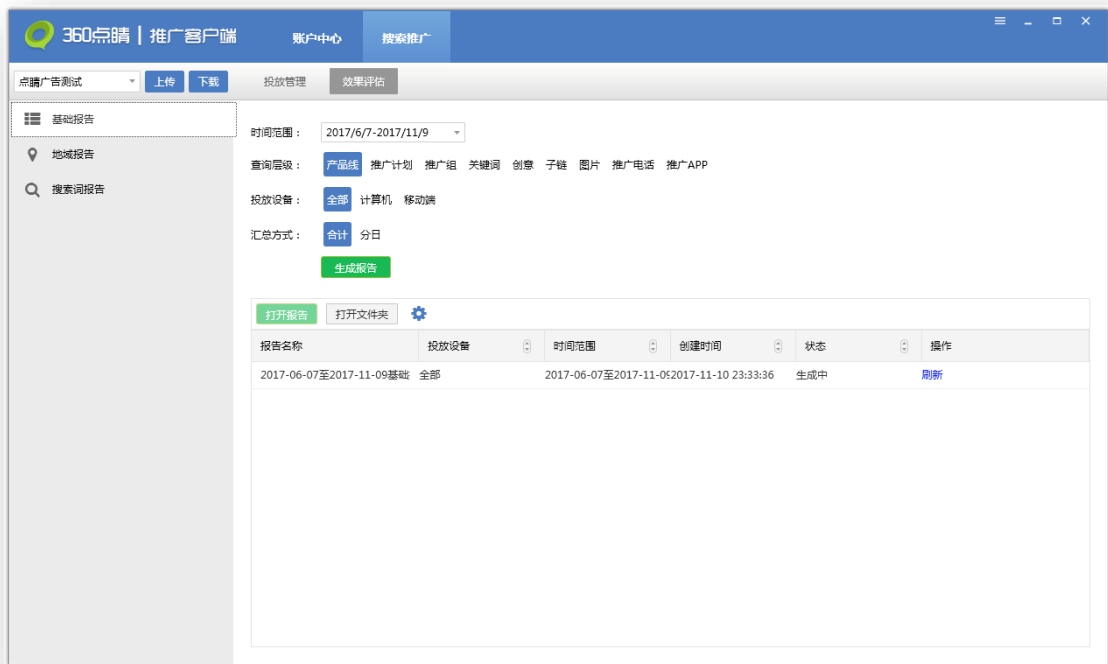 360点睛 | 推广客户端 账户中心 搜索推广
点睛广告测试 上传 下载 投放管理 效果评估
基础报告
地域报告
搜索词报告
时间范围： 2017/6/7-2017/11/9
查询层级： 产品线 推广计划 推广组 关键词 创意 子链 图片 推广电话 推广APP
投放设备： 全部 计算机 移动端
汇总方式： 合计 分日
生成报告
打开报告 打开文件夹
报告名称 投放设备 时间范围 创建时间 状态 操作
2017-06-07至2017-11-09基础 全部 2017-06-07至2017-11-0 2017-11-10 23:33:36 生成中 刷新